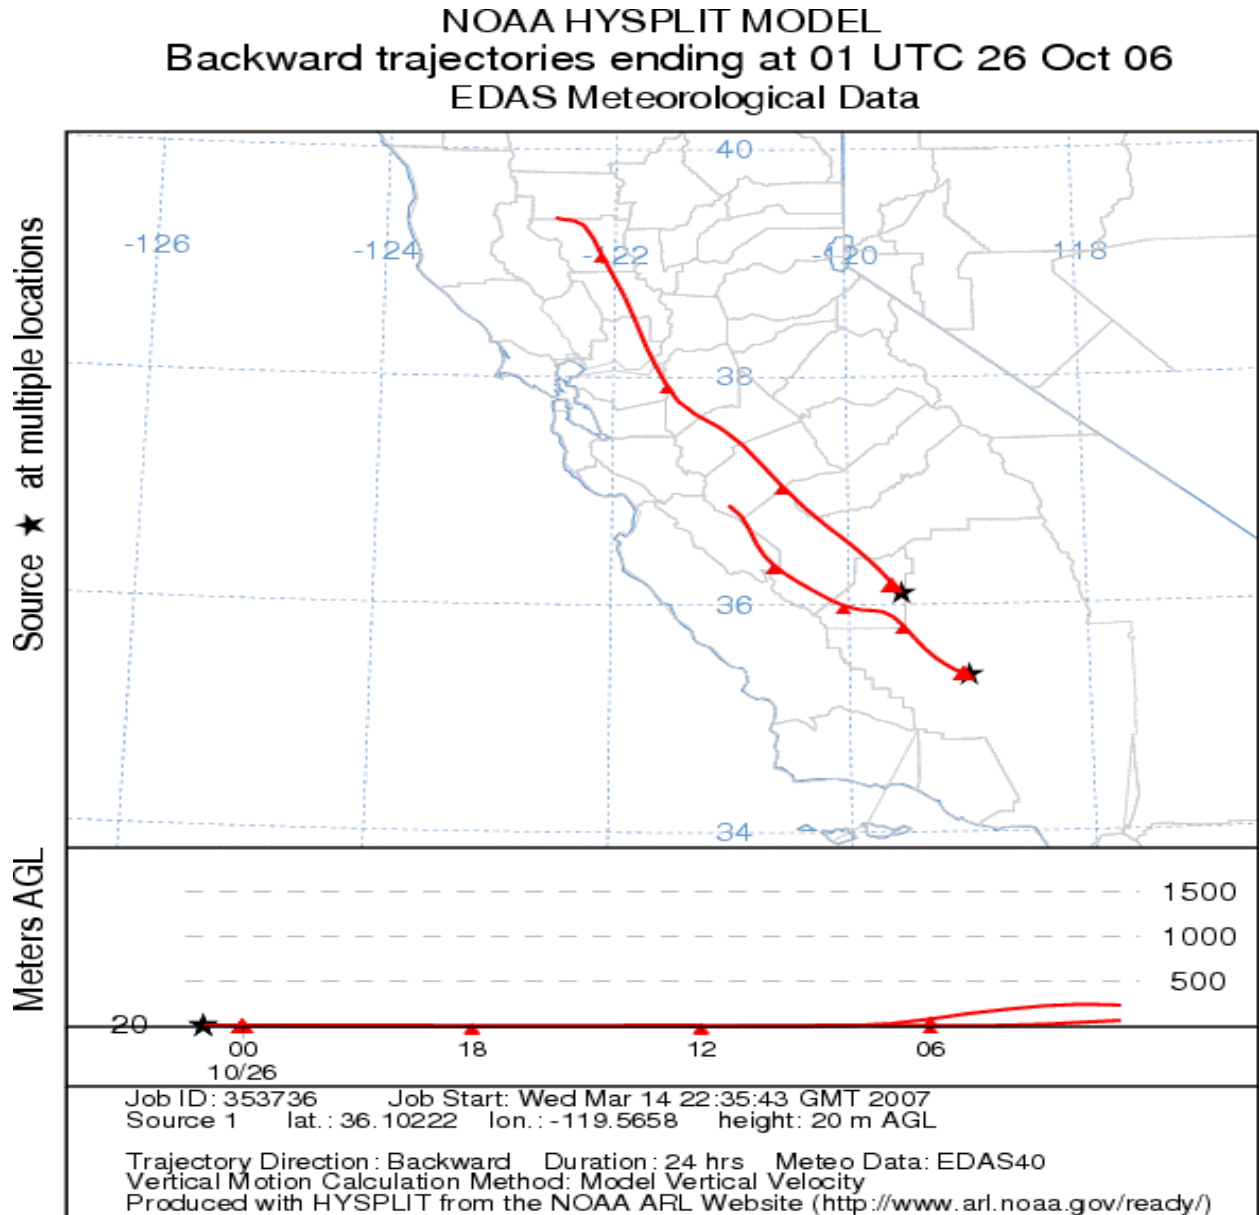 NOAA HYSPLIT MODEL
Backward trajectories ending at 01 UTC 26 Oct 06
EDAS Meteorological Data
Source ★ at multiple locations
40
-126
-124
-122
-120
118
38
36
34
Meters AGL
1500
1000
500
20
00
18
12
06
10/26
Job ID: 353736 Job Start: Wed Mar 14 22:35:43 GMT 2007
Source 1 lat.: 36.10222 lon.: -119.5658 height: 20 m AGL
Trajectory Direction: Backward Duration: 24 hrs Meteo Data: EDAS40
Vertical Motion Calculation Method: Model Vertical Velocity
Produced with HYSPLIT from the NOAA ARL Website (http://www.arl.noaa.gov/ready/)